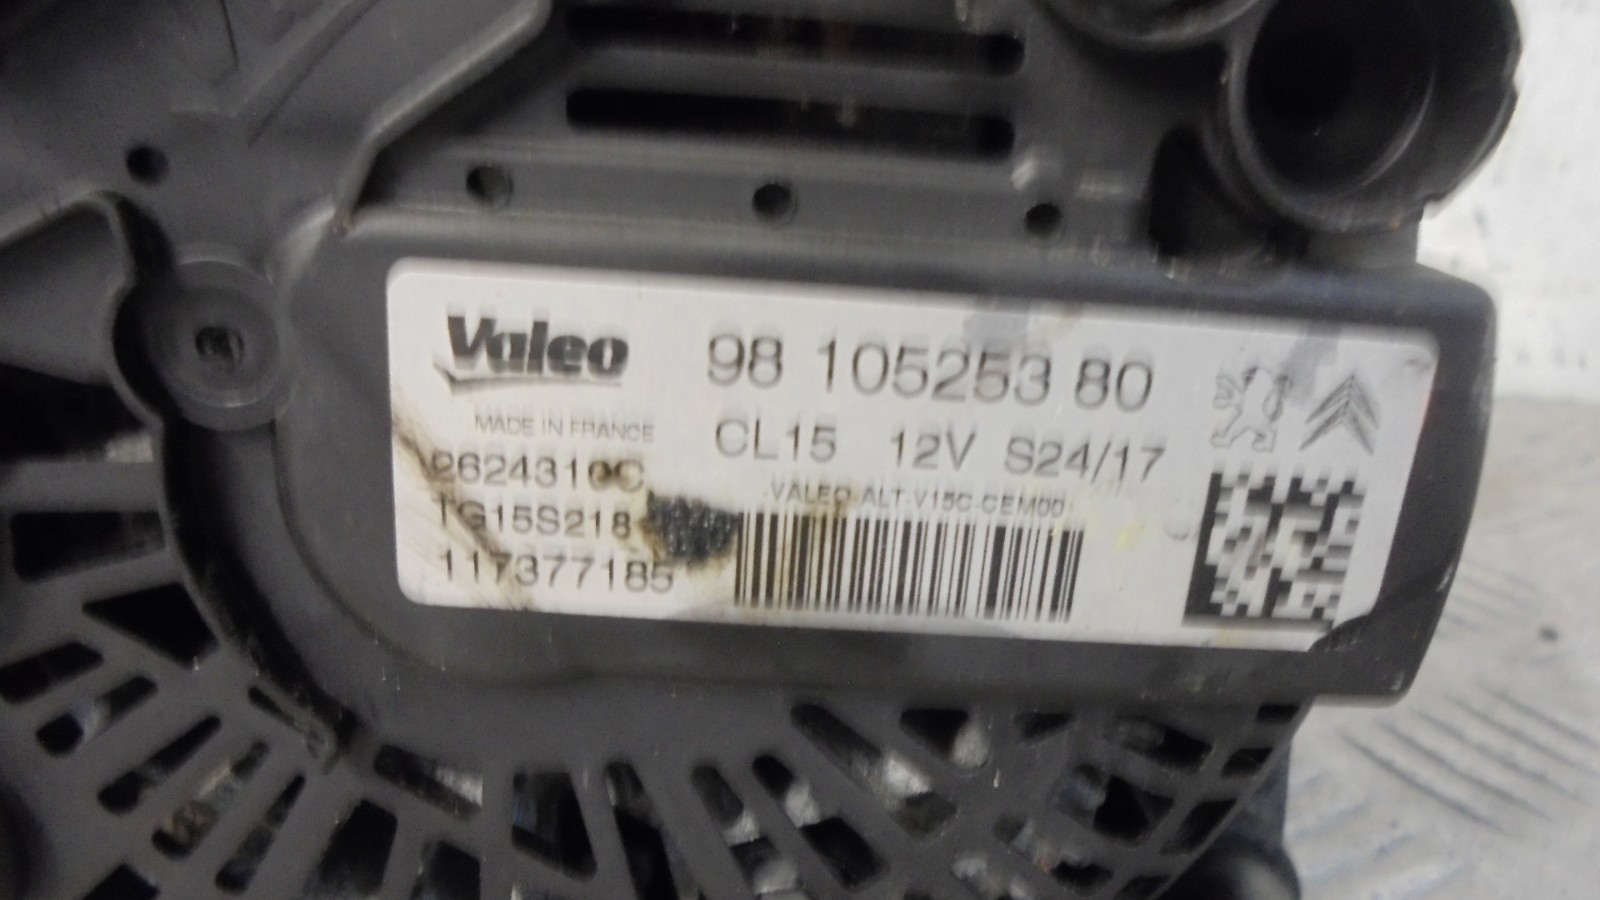 Valeo
98 105253 80
MADE IN FRANCE
CL15 12V S24/17
2624310C
VALEO-ALT-V15C-CEM00
TG15S218
117377185